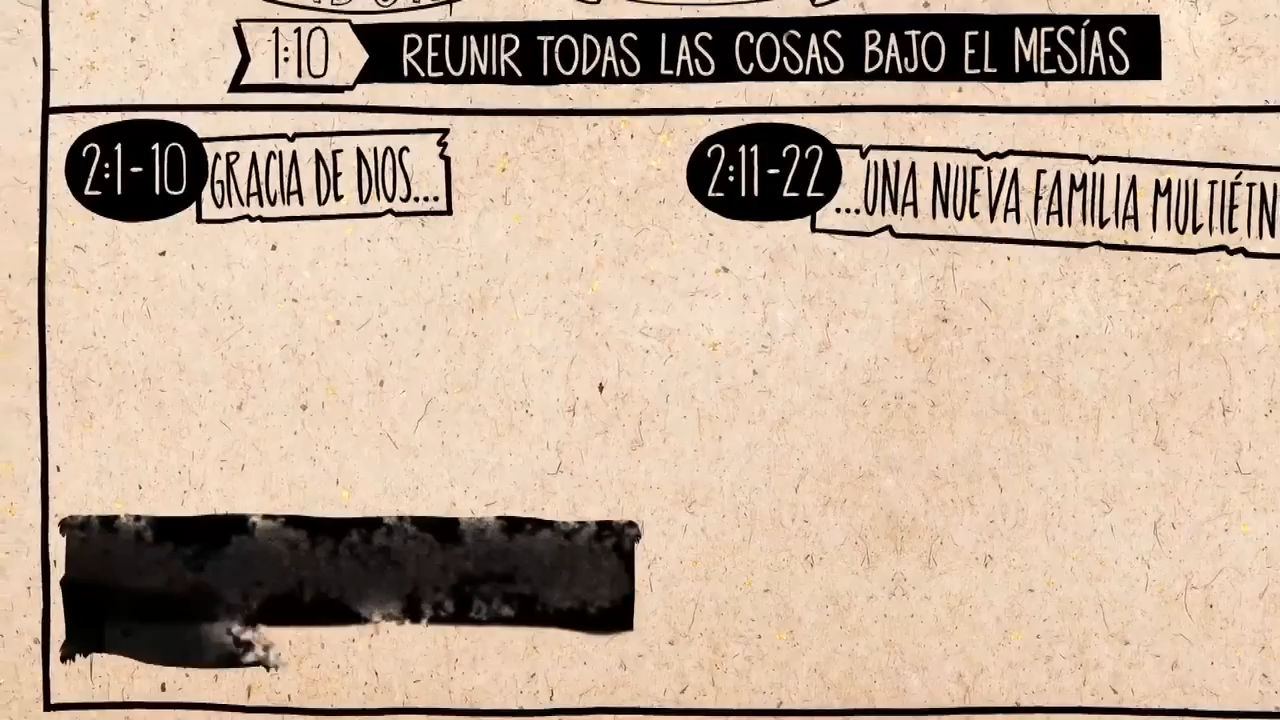 1:10 REUNIR TODAS LAS COSAS BAJO EL MESÍAS
2:1-10 GRACIA DE DIOS...
2:11-22 ...UNA NUEVA FAMILIA